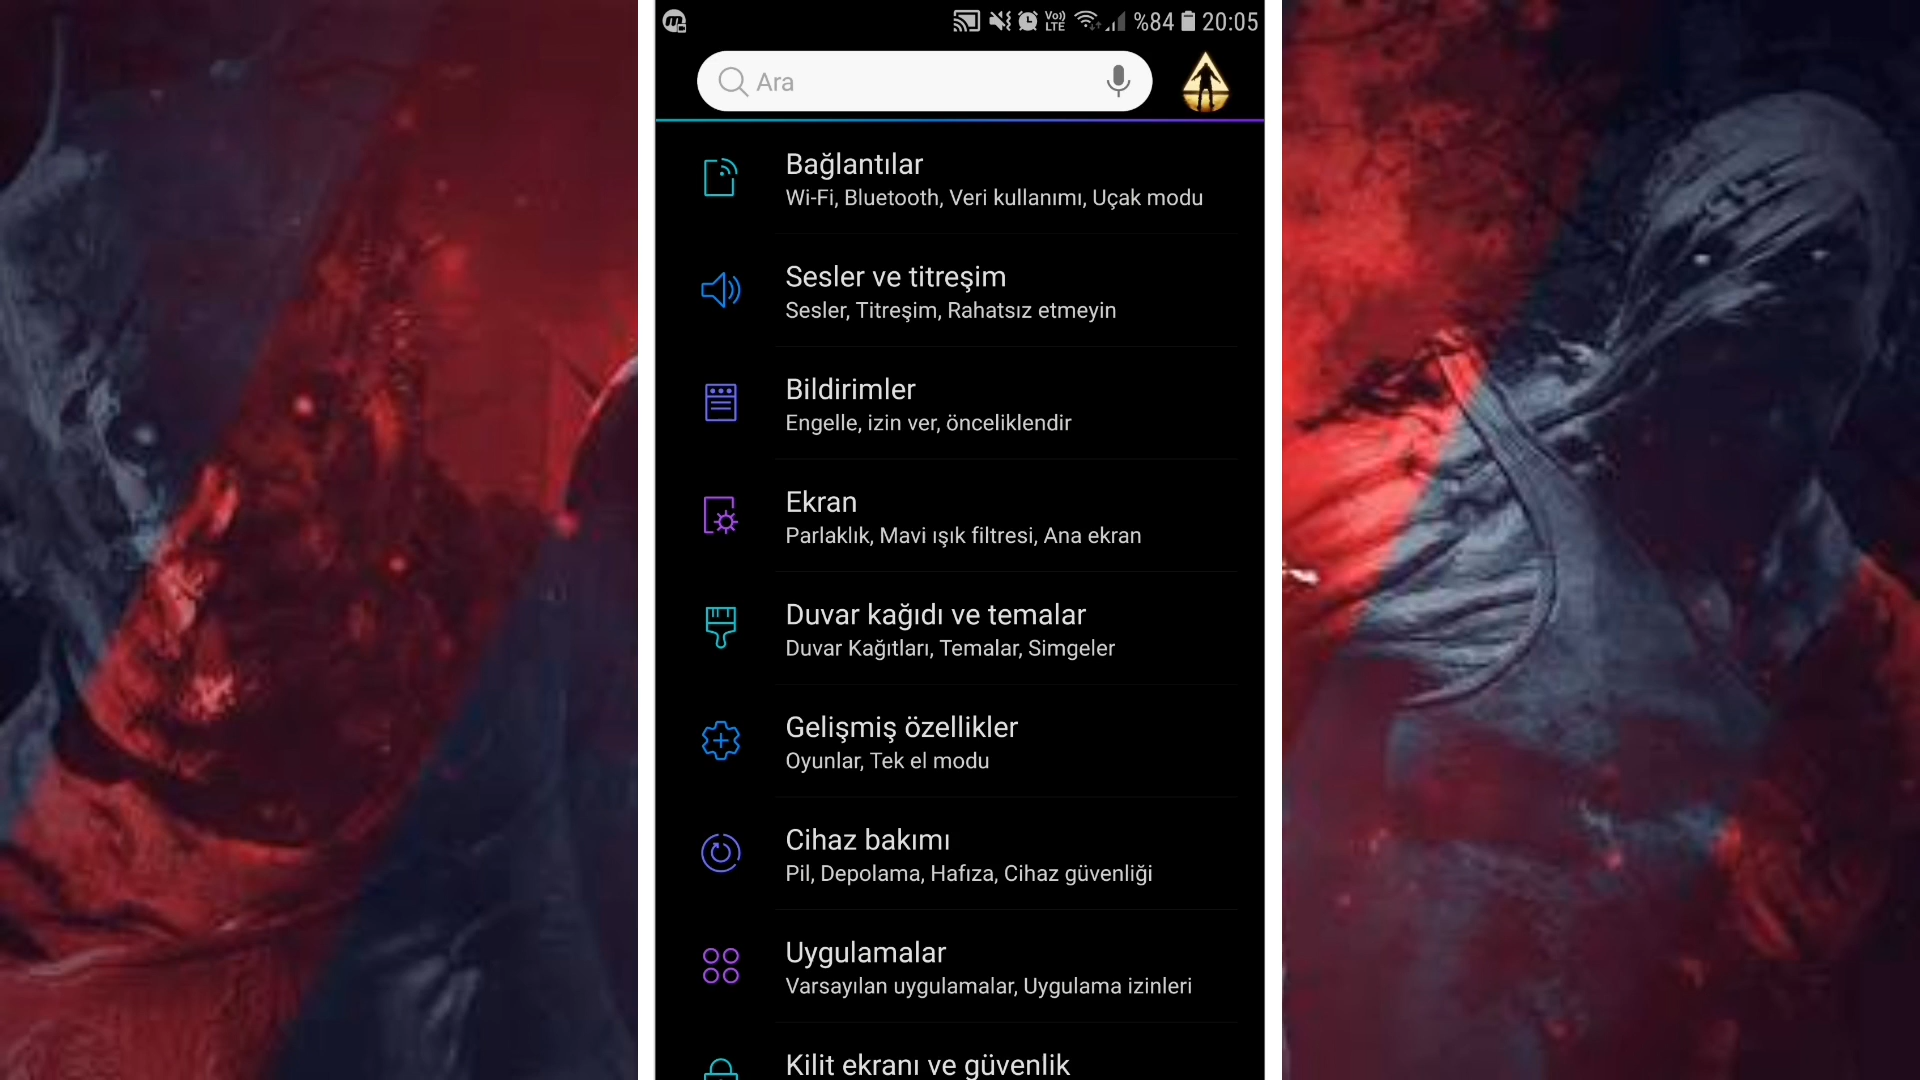 Vo)) LTE %84 20:05
Ara
Bağlantılar
Wi-Fi, Bluetooth, Veri kullanımı, Uçak modu
Sesler ve titreşim
Sesler, Titreşim, Rahatsız etmeyin
Bildirimler
Engelle, izin ver, önceliklendir
Ekran
Parlaklık, Mavi ışık filtresi, Ana ekran
Duvar kağıdı ve temalar
Duvar Kağıtları, Temalar, Simgeler
Gelişmiş özellikler
Oyunlar, Tek el modu
Cihaz bakımı
Pil, Depolama, Hafıza, Cihaz güvenliği
Uygulamalar
Varsayılan uygulamalar, Uygulama izinleri
Kilit ekranı ve güvenlik